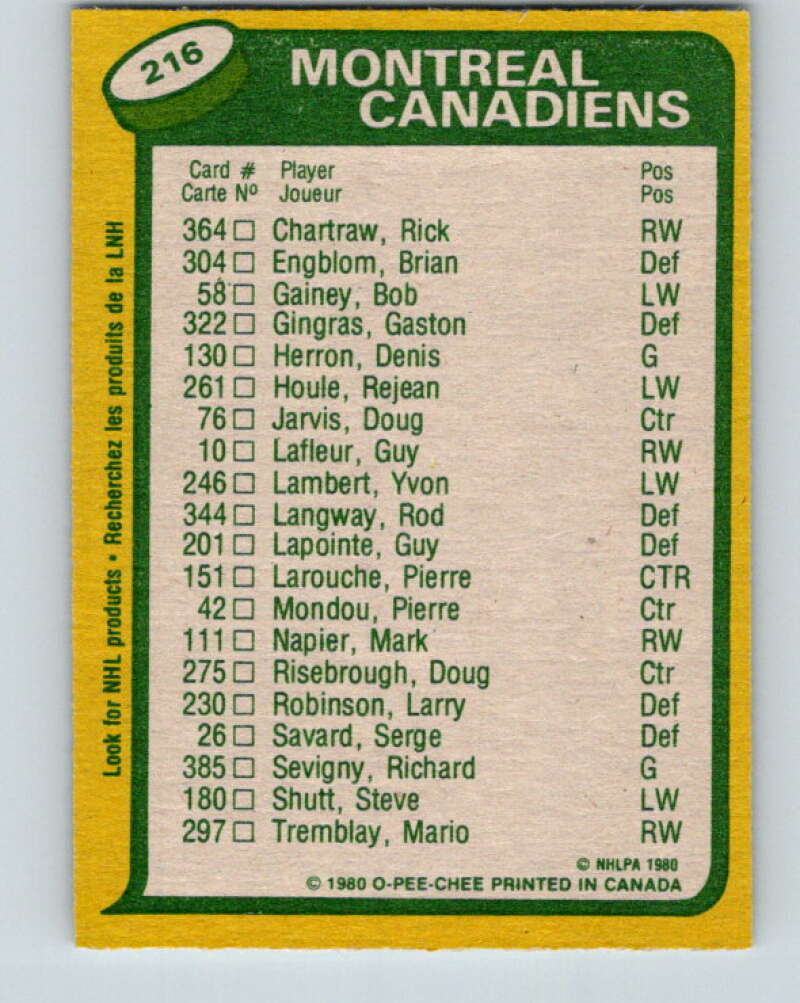 216
MONTREAL
CANADIENS
Card # Player Pos
Carte Nº Joueur Pos
364 □ Chartraw, Rick RW
304 □ Engblom, Brian Def
58 □ Gainey, Bob LW
322 □ Gingras, Gaston Def
130 □ Herron, Denis G
261 □ Houle, Rejean LW
76 □ Jarvis, Doug Ctr
10 □ Lafleur, Guy RW
246 □ Lambert, Yvon LW
344 □ Langway, Rod Def
201 □ Lapointe, Guy Def
151 □ Larouche, Pierre CTR
42 □ Mondou, Pierre Ctr
111 □ Napier, Mark RW
275 □ Risebrough, Doug Ctr
230 □ Robinson, Larry Def
26 □ Savard, Serge Def
385 □ Sevigny, Richard G
180 □ Shutt, Steve LW
297 □ Tremblay, Mario RW
© NHLPA 1980
© 1980 O-PEE-CHEE PRINTED IN CANADA
Look for NHL products • Recherchez les produits de la LNH